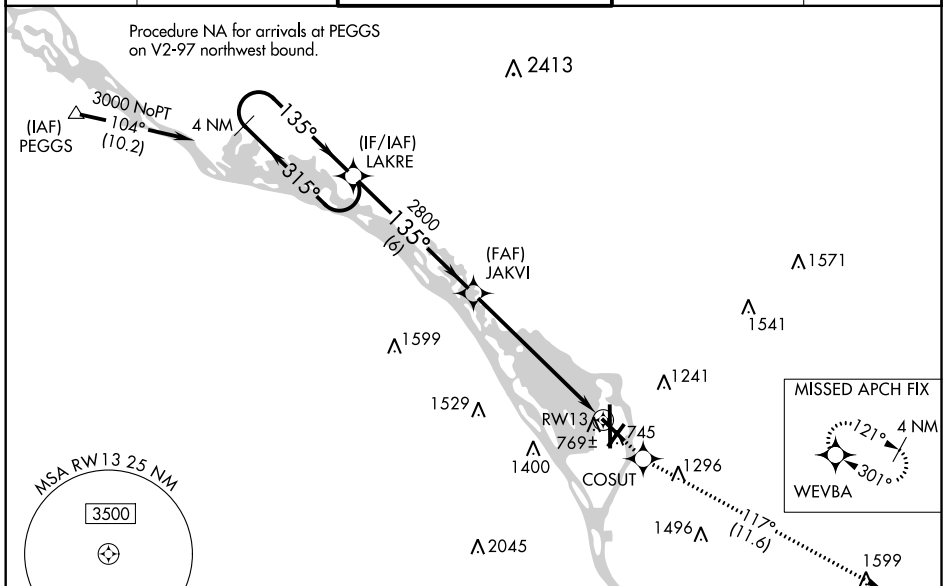 Procedure NA for arrivals at PEGGS
on V2-97 northwest bound.
2413
3000 NoPT
104°
(10.2)
(IAF)
PEGGS
4 NM
135°
315°
(IF/IAF)
LAKRE
2800
135°
(6)
(FAF)
JAKVI
1571
1541
1599
1241
1529
RW13
769±
745
1400
COSUT
1296
MISSED APCH FIX
4 NM
121°
301°
WEVBA
MSA RW13 25 NM
3500
117°
(11.6)
1496
2045
1599